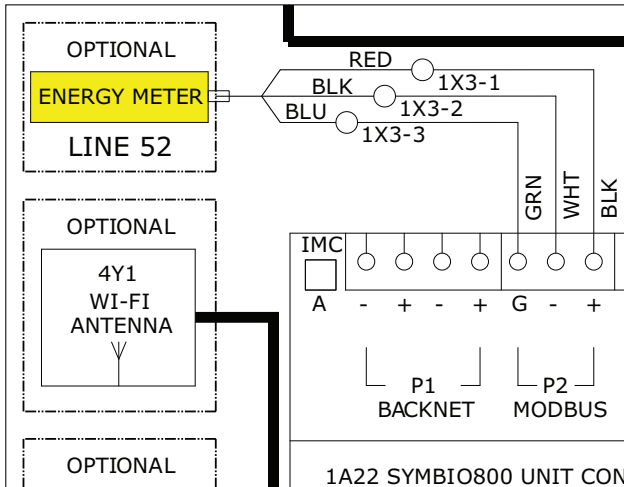 OPTIONAL
ENERGY METER
LINE 52
RED
1X3-1
BLK
1X3-2
BLU
1X3-3
GRN
WHT
BLK
OPTIONAL
4Y1
WI-FI
ANTENNA
IMC
A - + - + G - +
P1
BACKNET
P2
MODBUS
OPTIONAL
1A22 SYMBIO800 UNIT CON